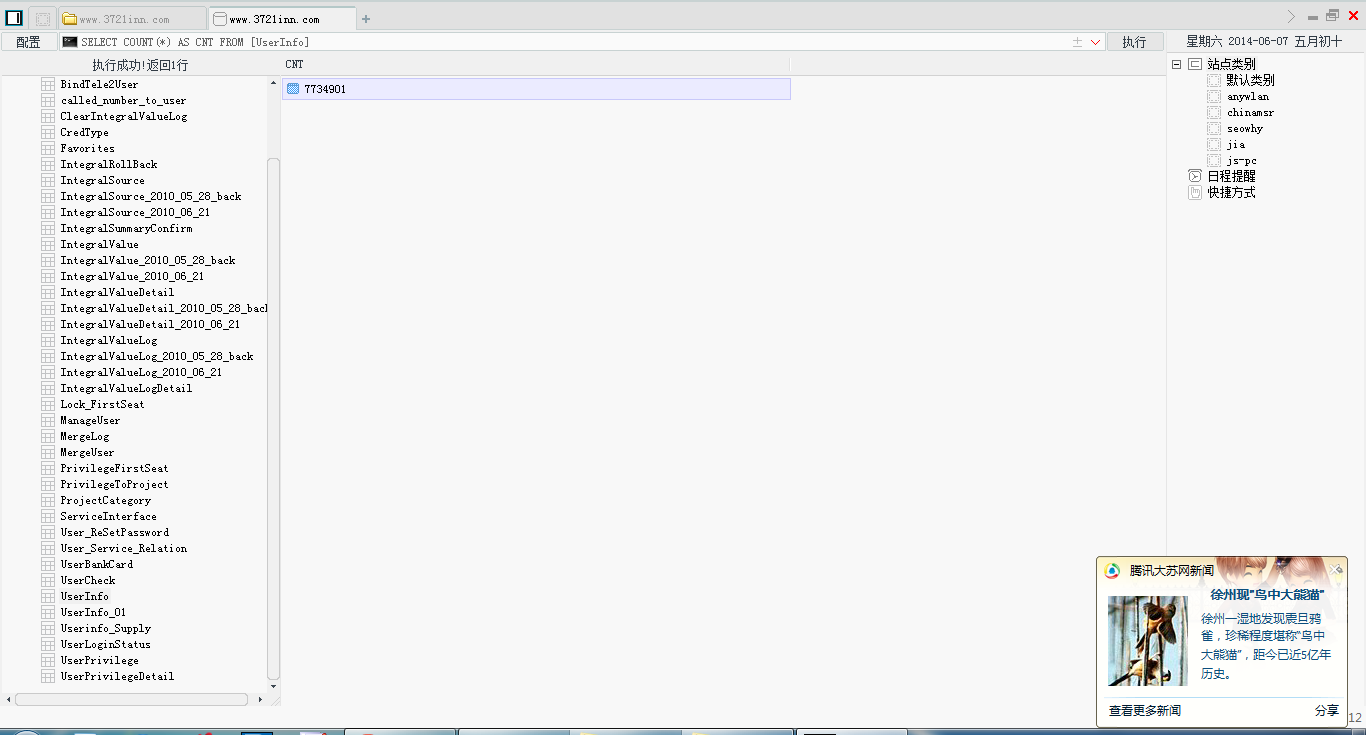 www.3721inn.com
www.3721inn.com
配置
SELECT COUNT(*) AS CNT FROM [UserInfo]
执行
星期六 2014-06-07 五月初十
执行成功!返回1行
CNT
7734901
BindTele2User
called_number_to_user
ClearIntegralValueLog
CredType
Favorites
IntegralRollBack
IntegralSource
IntegralSource_2010_05_28_back
IntegralSource_2010_06_21
IntegralSummaryConfirm
IntegralValue
IntegralValue_2010_05_28_back
IntegralValue_2010_06_21
IntegralValueDetail
IntegralValueDetail_2010_05_28_back
IntegralValueDetail_2010_06_21
IntegralValueLog
IntegralValueLog_2010_05_28_back
IntegralValueLog_2010_06_21
IntegralValueLogDetail
Lock_FirstSeat
ManageUser
MergeLog
MergeUser
PrivilegeFirstSeat
PrivilegeToProject
ProjectCategory
ServiceInterface
User_ReSetPassword
User_Service_Relation
UserBankCard
UserCheck
UserInfo
UserInfo_01
Userinfo_Supply
UserLoginStatus
UserPrivilege
UserPrivilegeDetail
站点类别
默认类别
anywlan
chinamsr
seowhy
jia
js-pc
日程提醒
快捷方式
腾讯大苏网新闻
徐州现"鸟中大熊猫"
徐州一湿地发现震旦鸦
雀，珍稀程度堪称"鸟中
大熊猫"，距今已近5亿年
历史。
查看更多新闻
分享
12